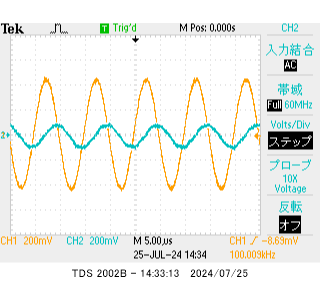 Tek Trig'd M Pos: 0.000s CH2
入力結合
AC
帯域
Full 60MHz
Volts/Div
ステップ
2
プローブ
10X
Voltage
反転
オフ
CH1 200mV CH2 200mV M 5.00µs CH1 / -8.69mV
25-JUL-24 14:34 100.003kHz
TDS 2002B - 14:33:13 2024/07/25